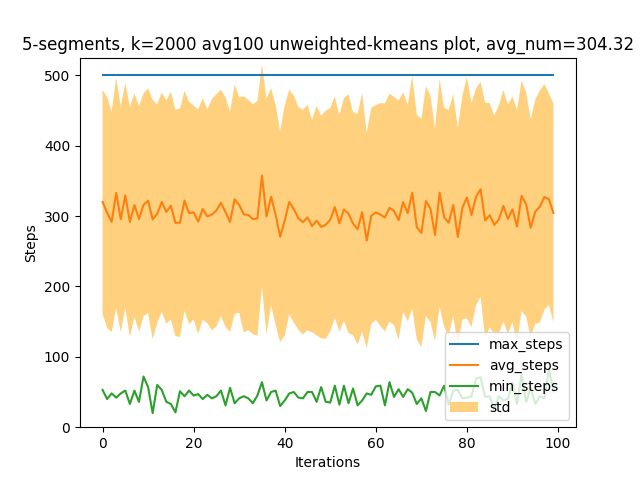 5-segments, k=2000 avg100 unweighted-kmeans plot, avg_num=304.32
500
400
300
200
100
0
Steps
0
20
40
60
80
100
Iterations
max_steps
avg_steps
min_steps
std